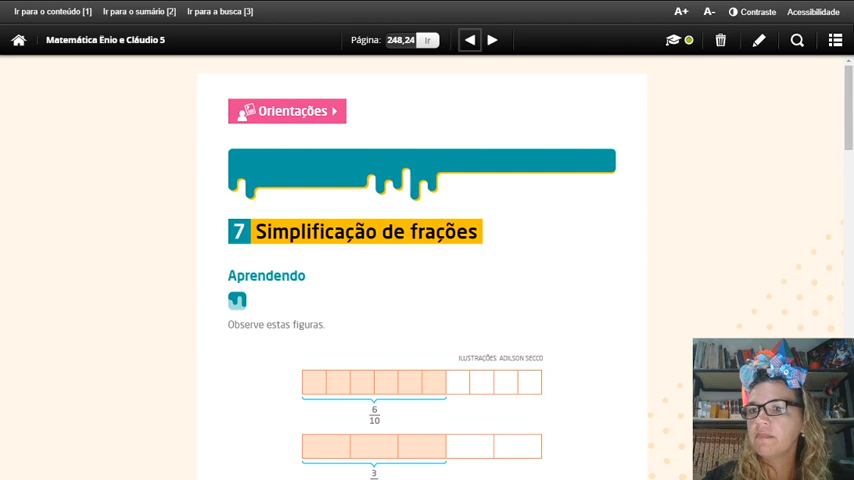 Ir para o conteúdo [1] Ir para o sumário [2] Ir para a busca [3] A+ A- Contraste Acessibilidade
Matemática Enio e Cláudio 5 Página: 248,24 Ir
Orientações
7 Simplificação de frações
Aprendendo
Observe estas figuras.
ILUSTRAÇÕES: ADILSON SECCO
6
10
3